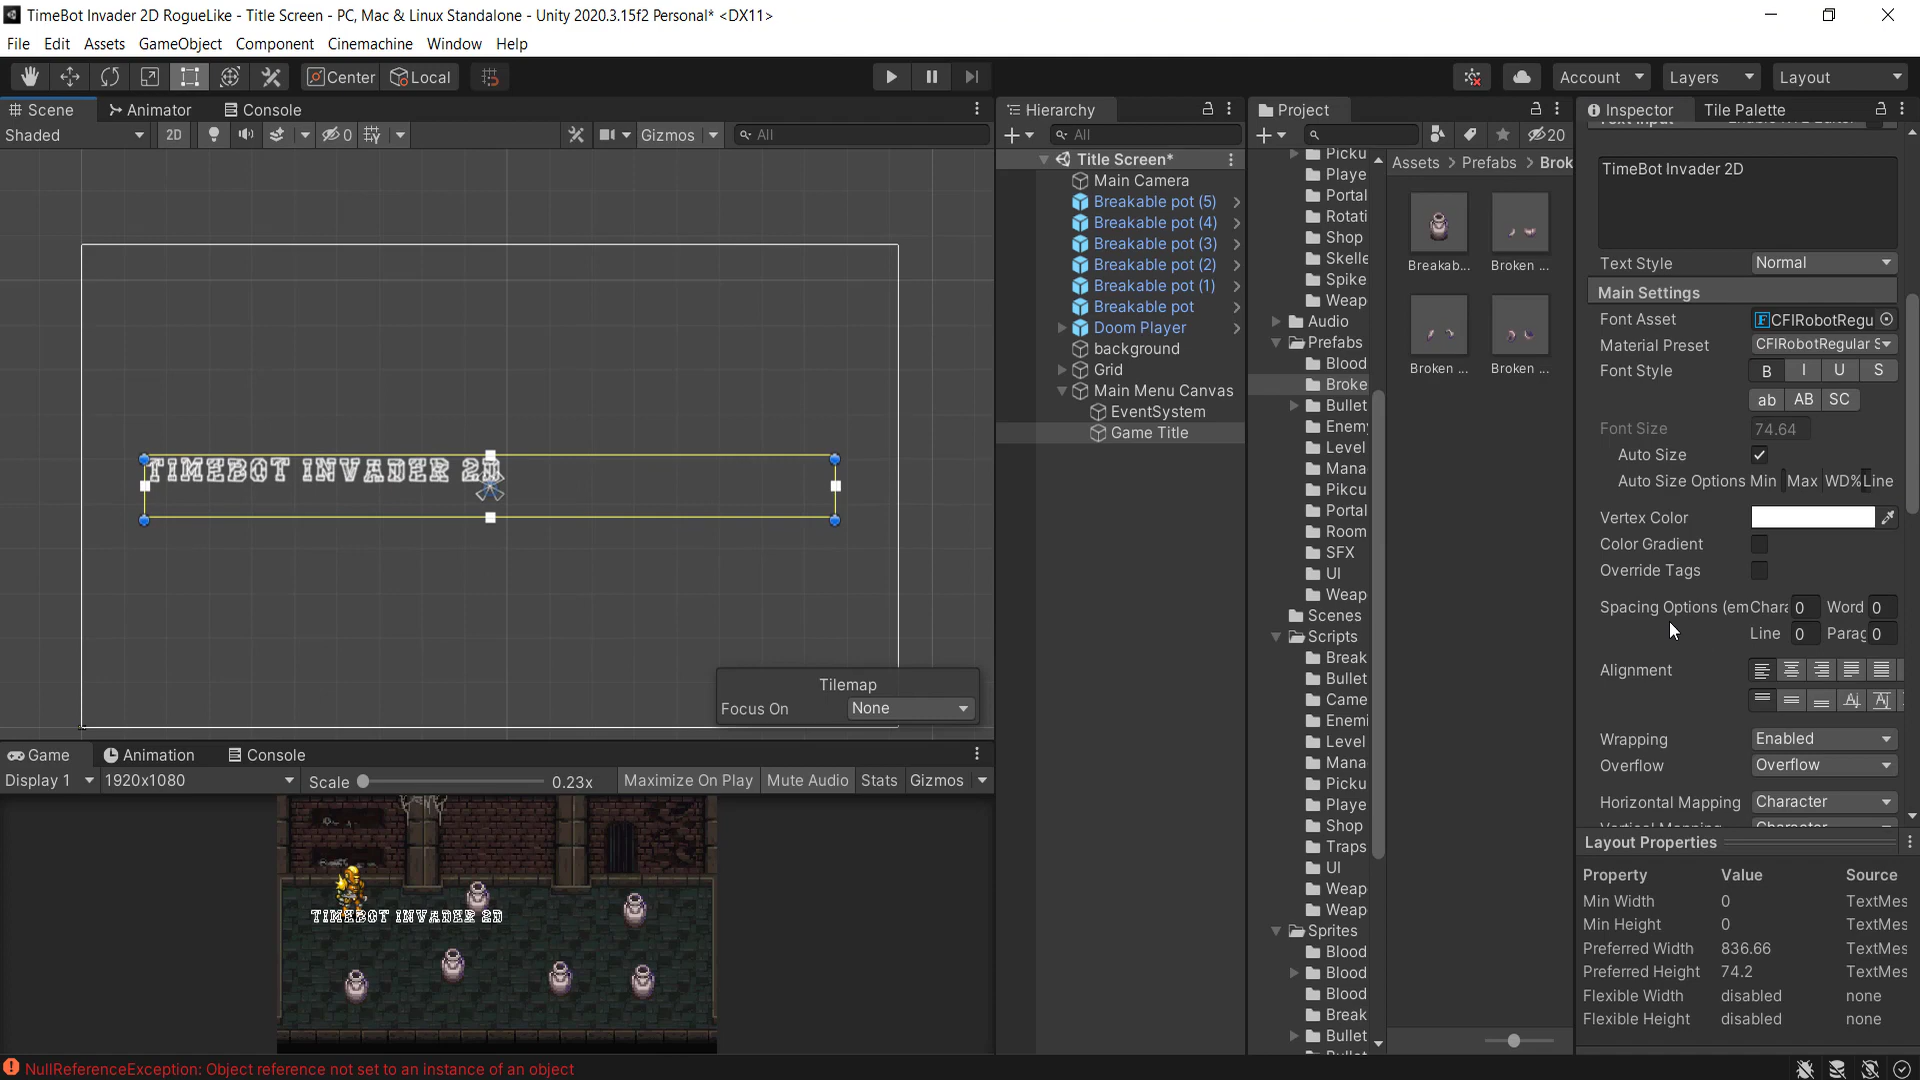 TimeBot Invader 2D RogueLike - Title Screen - PC, Mac & Linux Standalone - Unity 2020.3.15f2 Personal* <DX11>
File Edit Assets GameObject Component Cinemachine Window Help
Center Local Account Layers Layout
Scene Animator Console
Shaded 2D 0 Gizmos All
TIMEBOT INVADER 2D
Tilemap
Focus On None
Game Animation Console
Display 1 1920x1080 Scale 0.23x Maximize On Play Mute Audio Stats Gizmos
TIMEBOT INVADER 2D
Hierarchy
All
Title Screen*
Main Camera
Breakable pot (5)
Breakable pot (4)
Breakable pot (3)
Breakable pot (2)
Breakable pot (1)
Breakable pot
Doom Player
background
Grid
Main Menu Canvas
EventSystem
Game Title
Project
20
Picku
Playe
Portal
Rotati
Shop
Skelle
Spike
Weap
Audio
Prefabs
Blood
Broke
Bullet
Enemy
Level
Mana
Pikcu
Portal
Room
SFX
UI
Weap
Scenes
Scripts
Break
Bullet
Came
Enemi
Level
Mana
Picku
Playe
Shop
Traps
UI
Weap
Weap
Sprites
Blood
Blood
Blood
Break
Bullet
Assets > Prefabs > Brok
Breakab... Broken ...
Broken ... Broken ...
Inspector Tile Palette
TimeBot Invader 2D
Text Style Normal
Main Settings
Font Asset CFIRobotRegu
Material Preset CFIRobotRegular S
Font Style B I U S
ab AB SC
Font Size 74.64
Auto Size
Auto Size Options Min Max WD% Line
Vertex Color
Color Gradient
Override Tags
Spacing Options (em Chara 0 Word 0
Line 0 Parag 0
Alignment
Wrapping Enabled
Overflow Overflow
Horizontal Mapping Character
Layout Properties
Property Value Source
Min Width 0 TextMes
Min Height 0 TextMes
Preferred Width 836.66 TextMes
Preferred Height 74.2 TextMes
Flexible Width disabled none
Flexible Height disabled none
NullReferenceException: Object reference not set to an instance of an object